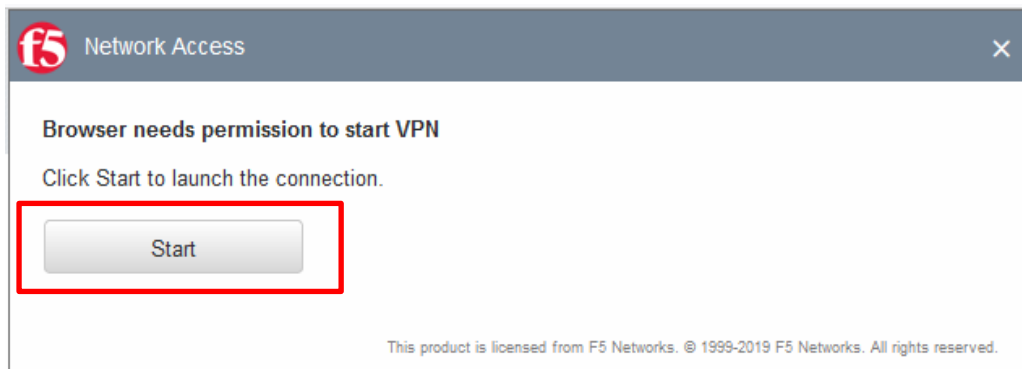 f5 Network Access
Browser needs permission to start VPN
Click Start to launch the connection.
Start
This product is licensed from F5 Networks. © 1999-2019 F5 Networks. All rights reserved.